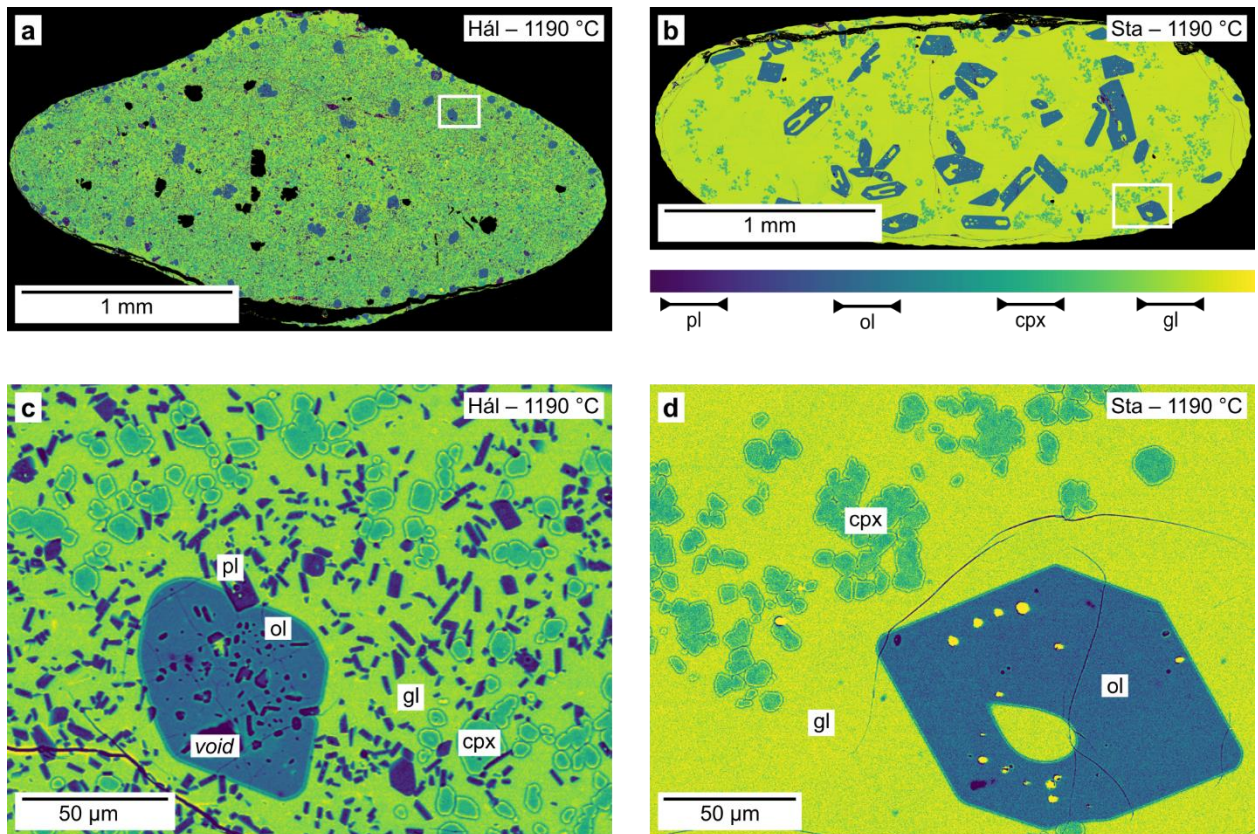 a
Hál – 1190 °C
1 mm
b
Sta – 1190 °C
1 mm
pl
ol
cpx
gl
c
Hál – 1190 °C
pl
ol
gl
void
cpx
50 µm
d
Sta – 1190 °C
cpx
ol
gl
50 µm